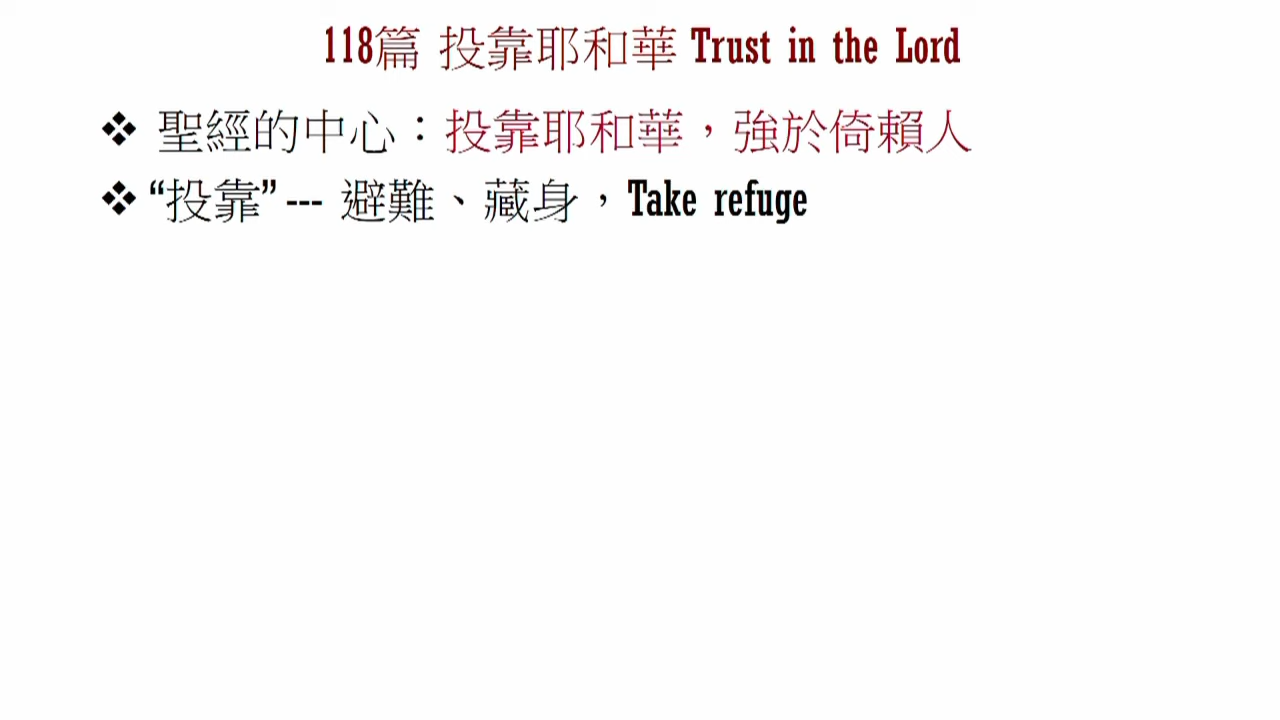 118篇 投靠耶和華 Trust in the Lord
❖ 聖經的中心：投靠耶和華，強於倚賴人
❖ “投靠” --- 避難、藏身，Take refuge